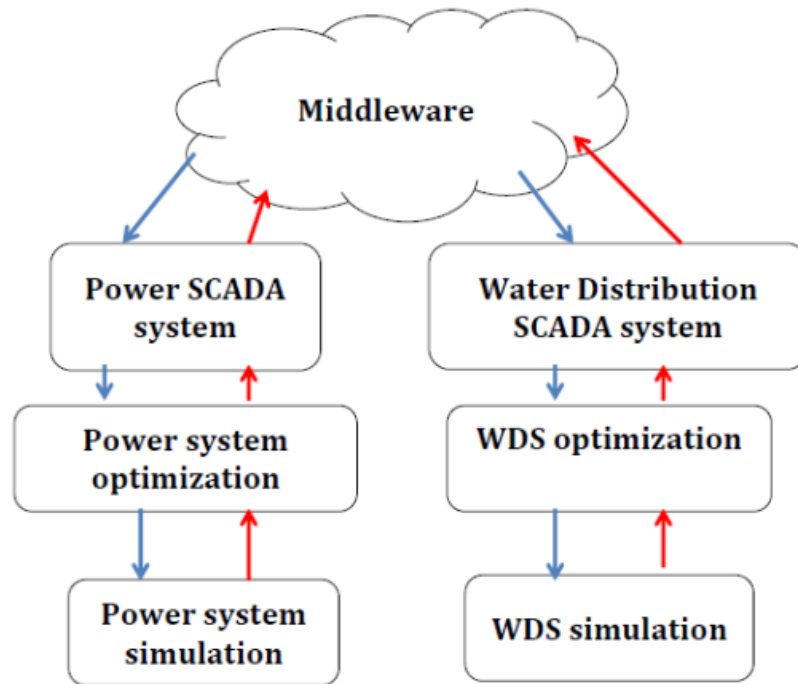 Middleware
Power SCADA
system
Water Distribution
SCADA system
Power system
optimization
WDS optimization
Power system
simulation
WDS simulation